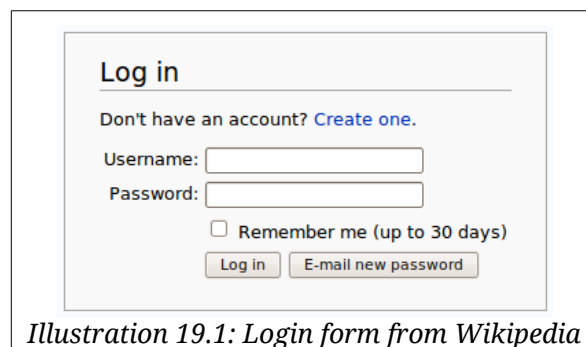 Log in
Don't have an account? Create one.
Username:
Password:
Remember me (up to 30 days)
Log in E-mail new password
Illustration 19.1: Login form from Wikipedia